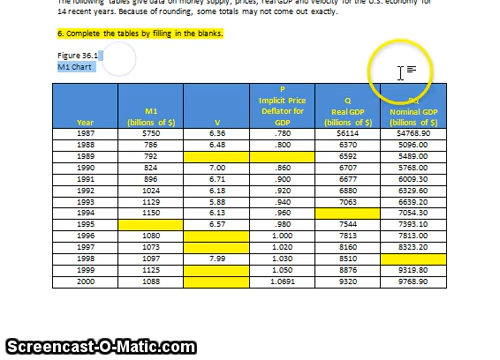 The following tables give data on money supply, prices, real GDP and velocity for the U.S. economy for
14 recent years. Because of rounding, some totals may not come out exactly.
6. Complete the tables by filling in the blanks.
Figure 36.1
M1 Chart
Year M1 (billions of $) V P Implicit Price Deflator for GDP Q Real GDP (billions of $) PQ Nominal GDP (billions of $)
1987 $750 6.36 .780 $6114 $4768.90
1988 786 6.48 .800 6370 5096.00
1989 792 6592 5489.00
1990 824 7.00 .860 6707 5768.00
1991 896 6.71 .900 6677 6009.30
1992 1024 6.18 .920 6880 6329.60
1993 1129 5.88 .940 7063 6639.20
1994 1150 6.13 .960 7054.30
1995 6.57 .980 7544 7393.10
1996 1080 1.000 7813 7813.00
1997 1073 1.020 8160 8323.20
1998 1097 7.99 1.030 8510
1999 1125 1.050 8876 9319.80
2000 1088 1.0691 9320 9768.90
Screencast-O-Matic.com